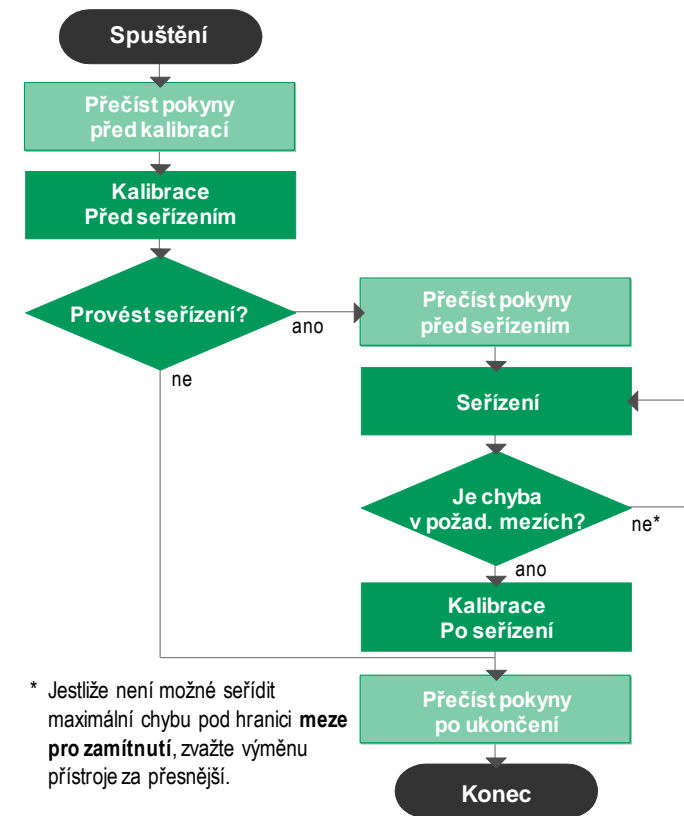 Spuštění
Přečíst pokyny
před kalibrací
Kalibrace
Před seřízením
Provést seřízení?
ano
ne
Přečíst pokyny
před seřízením
Seřízení
Je chyba
v požad. mezích?
ne*
ano
Kalibrace
Po seřízení
* Jestliže není možné seřídit
maximální chybu pod hranici meze
pro zamítnutí, zvažte výměnu
přístroje za přesnější.
Přečíst pokyny
po ukončení
Konec